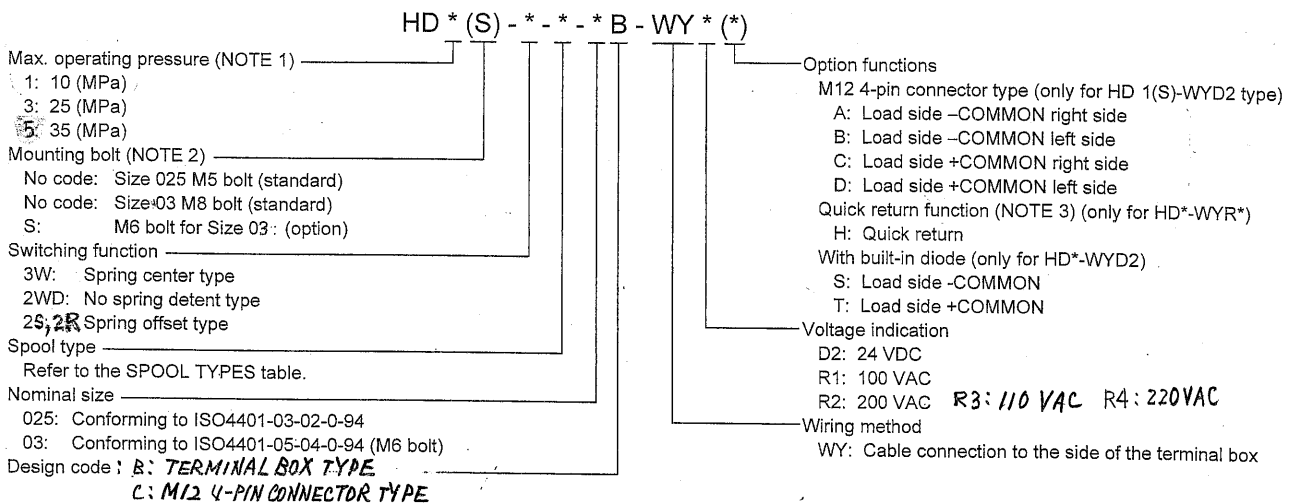 HD * (S) - * - * - * B - WY * (*)
Max. operating pressure (NOTE 1)
1: 10 (MPa)
3: 25 (MPa)
5: 35 (MPa)
Mounting bolt (NOTE 2)
No code: Size 025 M5 bolt (standard)
No code: Size 03 M8 bolt (standard)
S: M6 bolt for Size 03 : (option)
Switching function
3W: Spring center type
2WD: No spring detent type
2S, 2R Spring offset type
Spool type
Refer to the SPOOL TYPES table.
Nominal size
025: Conforming to ISO4401-03-02-0-94
03: Conforming to ISO4401-05-04-0-94 (M6 bolt)
Design code : B: TERMINAL BOX TYPE
C: M12 4-PIN CONNECTOR TYPE
Option functions
M12 4-pin connector type (only for HD 1(S)-WYD2 type)
A: Load side –COMMON right side
B: Load side –COMMON left side
C: Load side +COMMON right side
D: Load side +COMMON left side
Quick return function (NOTE 3) (only for HD*-WYR*)
H: Quick return
With built-in diode (only for HD*-WYD2)
S: Load side -COMMON
T: Load side +COMMON
Voltage indication
D2: 24 VDC
R1: 100 VAC
R2: 200 VAC R3: 110 VAC R4: 220VAC
Wiring method
WY: Cable connection to the side of the terminal box